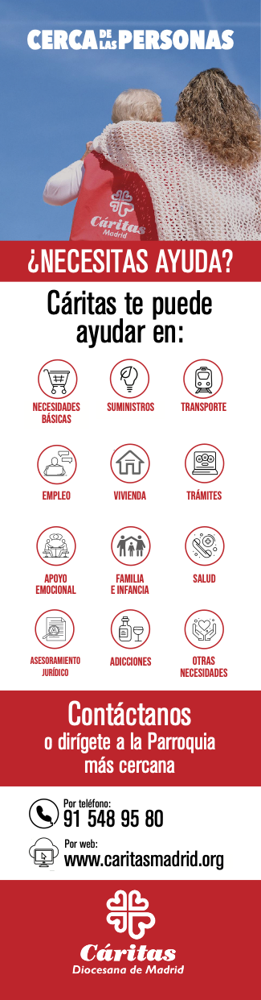 CERCA DE LAS PERSONAS
Cáritas
Madrid
¿NECESITAS AYUDA?
Cáritas te puede
ayudar en:
NECESIDADES
BÁSICAS
SUMINISTROS
TRANSPORTE
EMPLEO
VIVIENDA
TRÁMITES
APOYO
EMOCIONAL
FAMILIA
E INFANCIA
SALUD
ASESORAMIENTO
JURÍDICO
ADICCIONES
OTRAS
NECESIDADES
Contáctanos
o dirígete a la Parroquia
más cercana
Por teléfono:
91 548 95 80
Por web:
www.caritasmadrid.org
Cáritas
Diocesana de Madrid